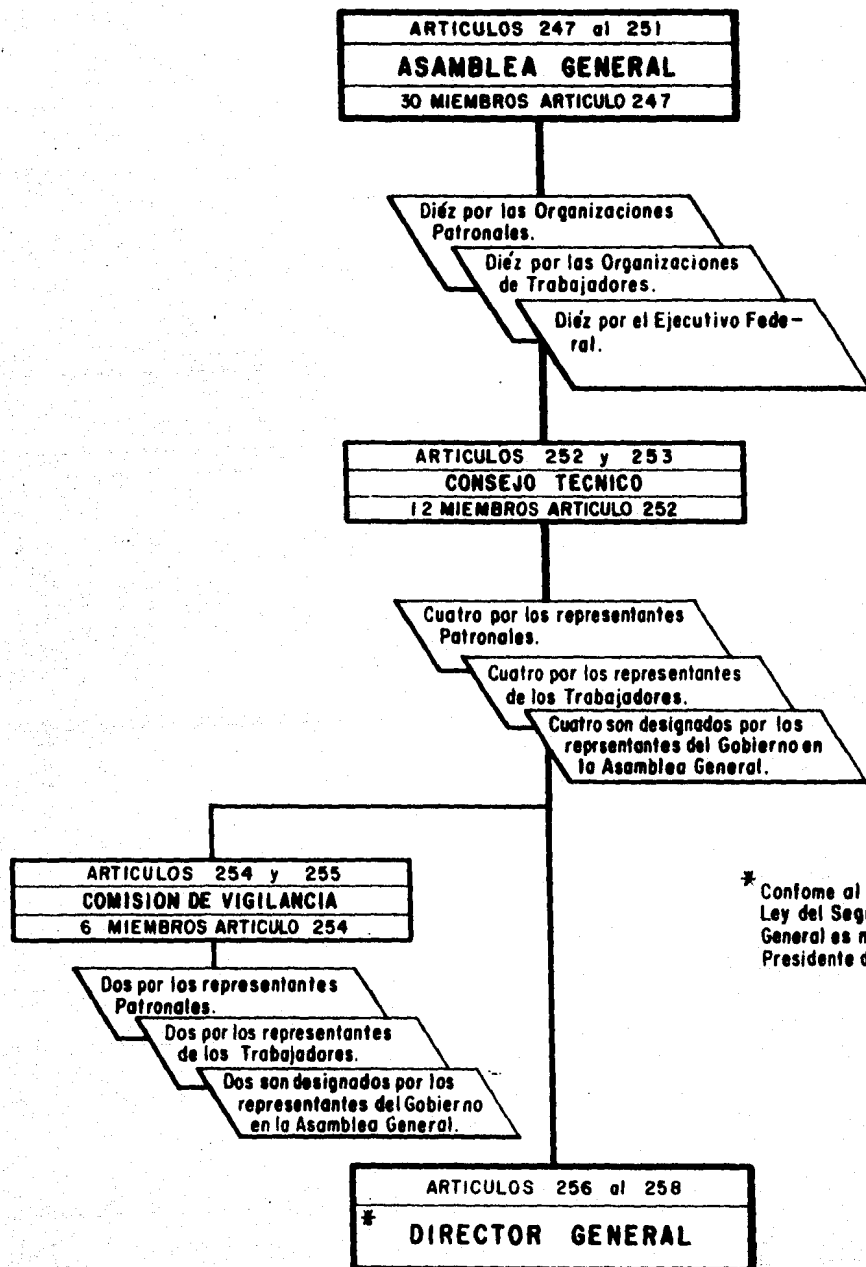 ARTICULOS 247 al 251
ASAMBLEA GENERAL
30 MIEMBROS ARTICULO 247
Diéz por las Organizaciones
Patronales.
Diéz por las Organizaciones
de Trabajadores.
Diéz por el Ejecutivo Fede-
ral.
ARTICULOS 252 y 253
CONSEJO TECNICO
12 MIEMBROS ARTICULO 252
Cuatro por los representantes
Patronales.
Cuatro por los representantes
de los Trabajadores.
Cuatro son designados por los
reprsentantes del Gobierno en
la Asamblea General.
ARTICULOS 254 y 255
COMISION DE VIGILANCIA
6 MIEMBROS ARTICULO 254
Dos por los representantes
Patronales.
Dos por los representantes
de los Trabajadores.
Dos son designados por los
representantes del Gobierno
en la Asamblea General.
* Confome al
Ley del Seg
General es n
Presidente d
ARTICULOS 256 al 258
* DIRECTOR GENERAL